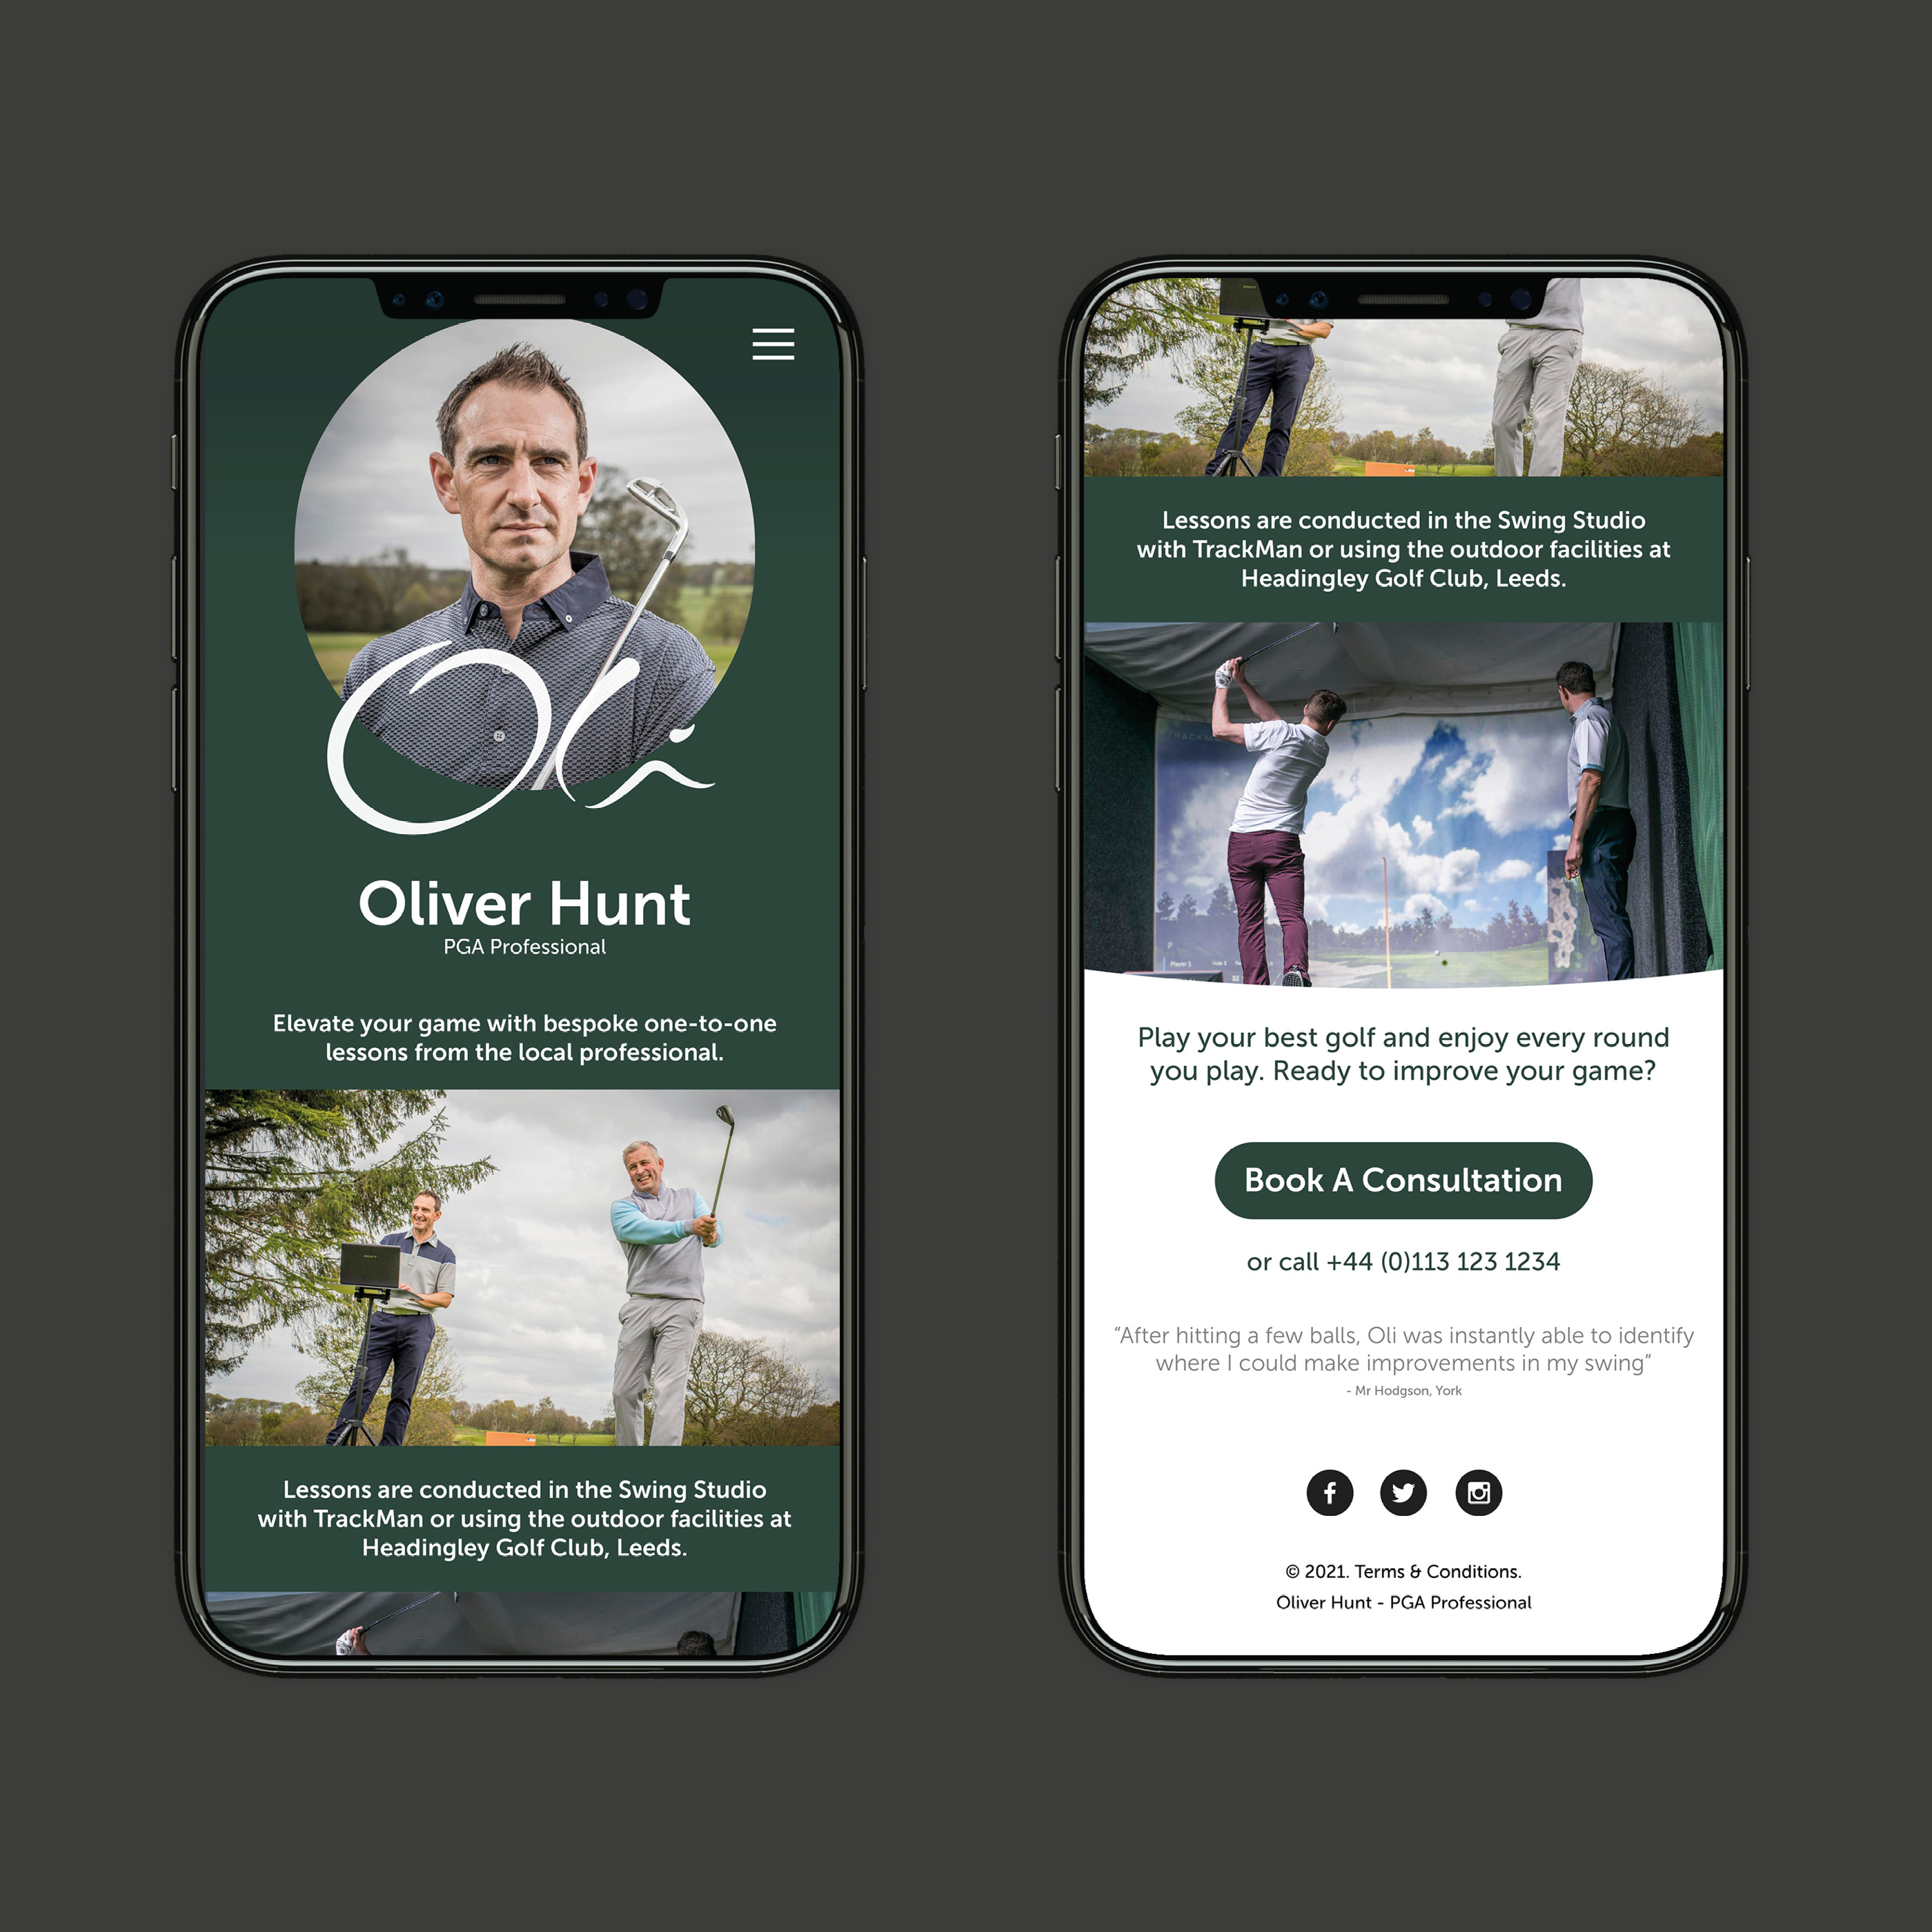 Oli
Oliver Hunt
PGA Professional
Elevate your game with bespoke one-to-one
lessons from the local professional.
Lessons are conducted in the Swing Studio
with TrackMan or using the outdoor facilities at
Headingley Golf Club, Leeds.
Lessons are conducted in the Swing Studio
with TrackMan or using the outdoor facilities at
Headingley Golf Club, Leeds.
TRACKMAN
Player 1
Play your best golf and enjoy every round
you play. Ready to improve your game?
Book A Consultation
or call +44 (0)113 123 1234
“After hitting a few balls, Oli was instantly able to identify
where I could make improvements in my swing”
- Mr Hodgson, York
© 2021. Terms & Conditions.
Oliver Hunt - PGA Professional